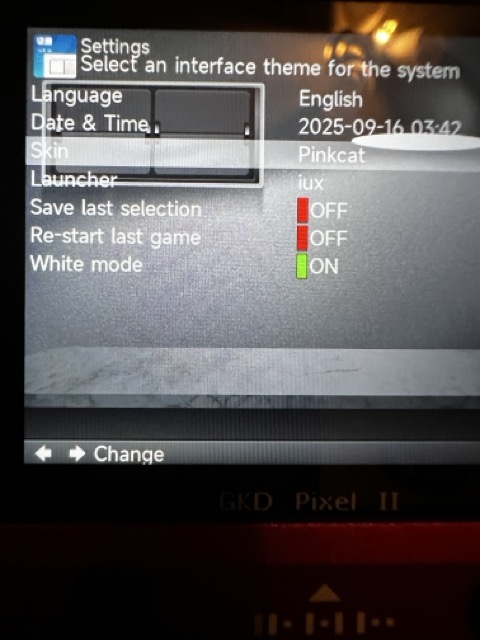 Settings
Select an interface theme for the system
Language English
Date & Time 2025-09-16 03:42
Skin Pinkcat
Launcher iux
Save last selection OFF
Re-start last game OFF
White mode ON
Change
GKD Pixel II